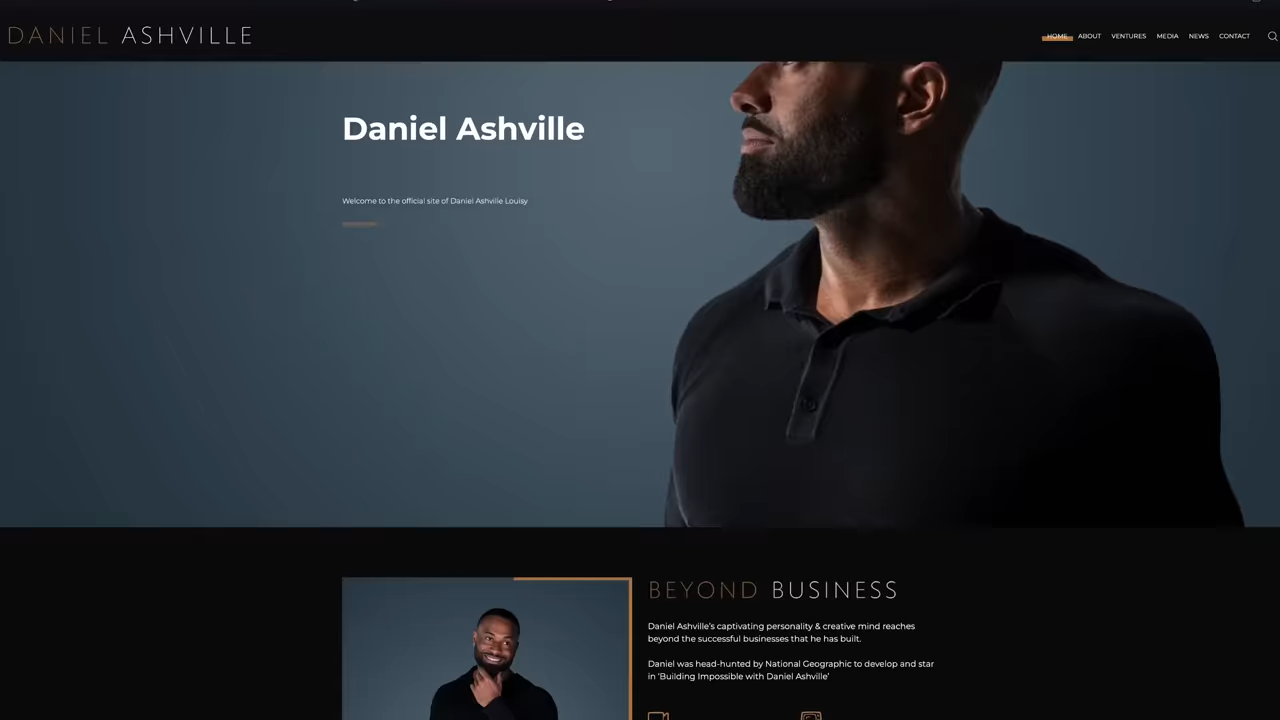 DANIEL ASHVILLE
HOME ABOUT VENTURES MEDIA NEWS CONTACT
Daniel Ashville
Welcome to the official site of Daniel Ashville Louisy
BEYOND BUSINESS
Daniel Ashville's captivating personality & creative mind reaches
beyond the successful businesses that he has built.
Daniel was head-hunted by National Geographic to develop and star
in 'Building Impossible with Daniel Ashville'